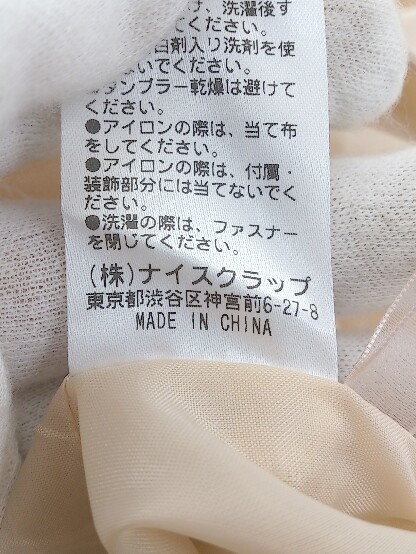 け、洗濯後す
てください。
白剤入り洗剤を使
いでください。
タンブラー乾燥は避けて
ください。
●アイロンの際は、当て布
をしてください。
●アイロンの際は、付属・
装飾部分には当てないでく
ださい。
●洗濯の際は、ファスナー
を閉じてください。
(株)ナイスクラップ
東京都渋谷区神宮前6-27-8
MADE IN CHINA